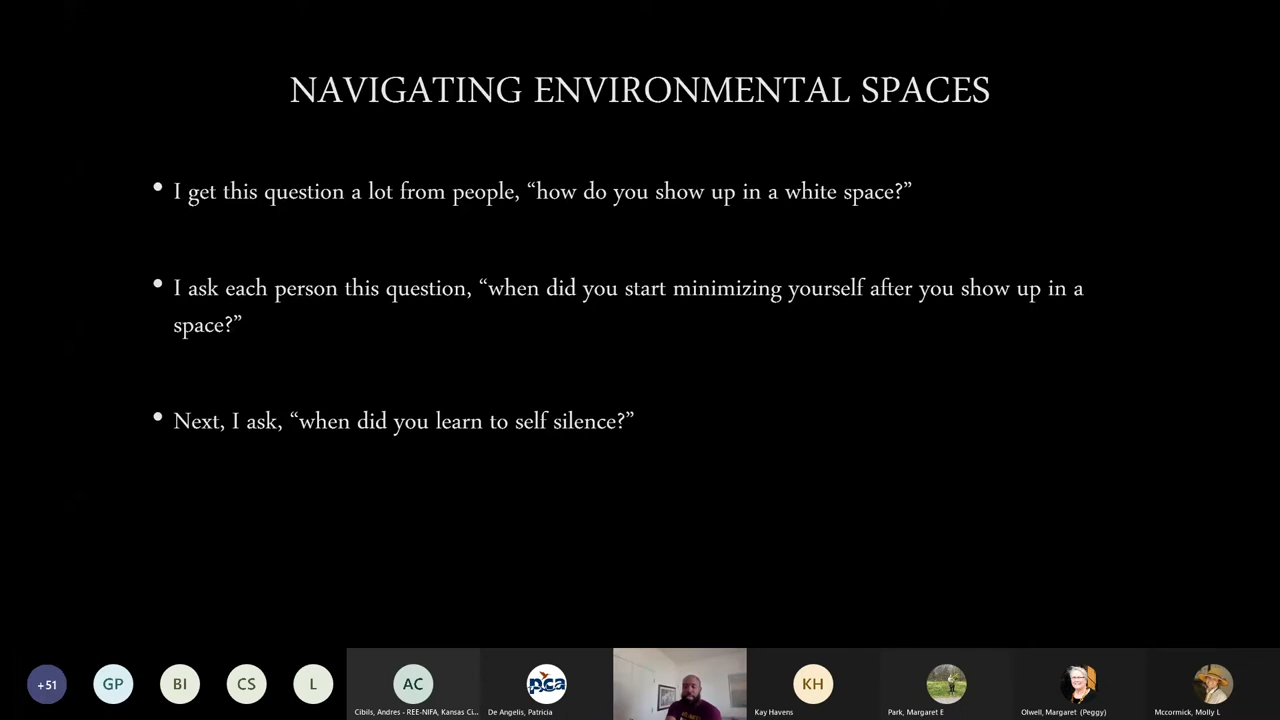 NAVIGATING ENVIRONMENTAL SPACES
• I get this question a lot from people, “how do you show up in a white space?”
• I ask each person this question, “when did you start minimizing yourself after you show up in a
space?”
• Next, I ask, “when did you learn to self silence?”
+51
GP
BI
CS
L
AC
pca
KH
Cibils, Andres - REE-NIFA, Kansas Ci...
De Angelis, Patricia
Kay Havens
Park, Margaret E
Olwell, Margaret (Peggy)
Mccormick, Molly L